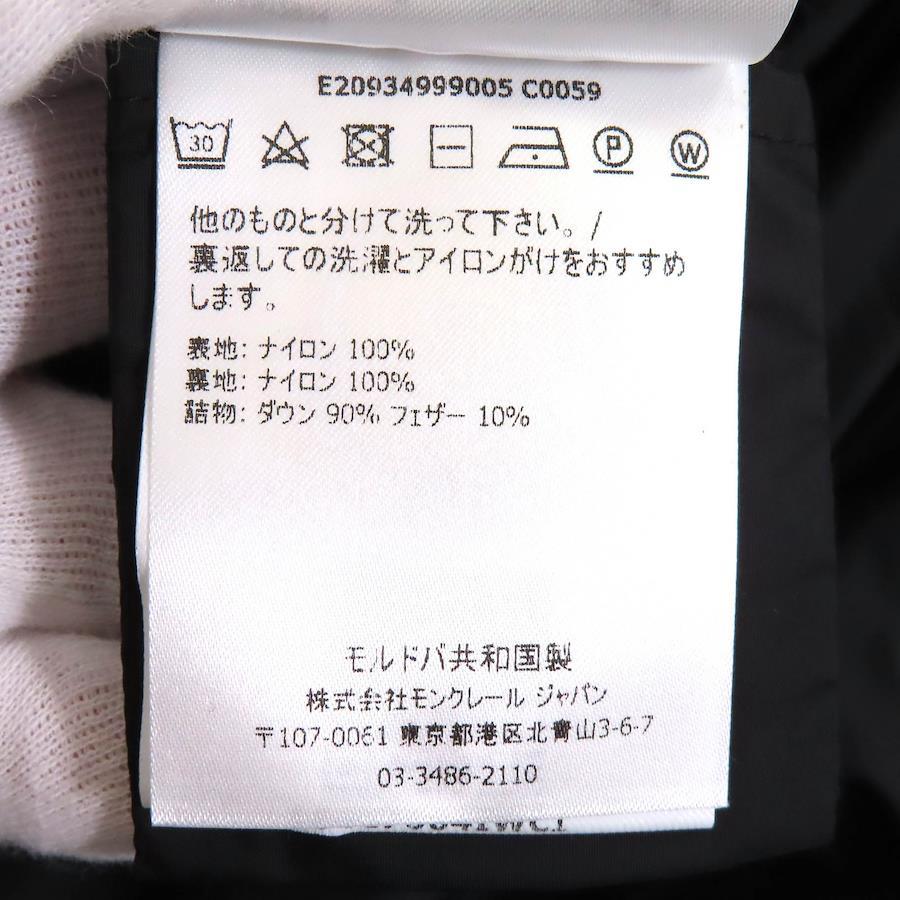 E20934999005 C0059
30
P
W
他のものと分けて洗って下さい。/
裏返しての洗濯とアイロンがけをおすすめ
します。
表地: ナイロン 100%
裏地: ナイロン 100%
詰物: ダウン 90% フェザー 10%
モルドバ共和国製
株式会社モンクレール ジャパン
〒107-0061 東京都港区北青山3-6-7
03-3486-2110